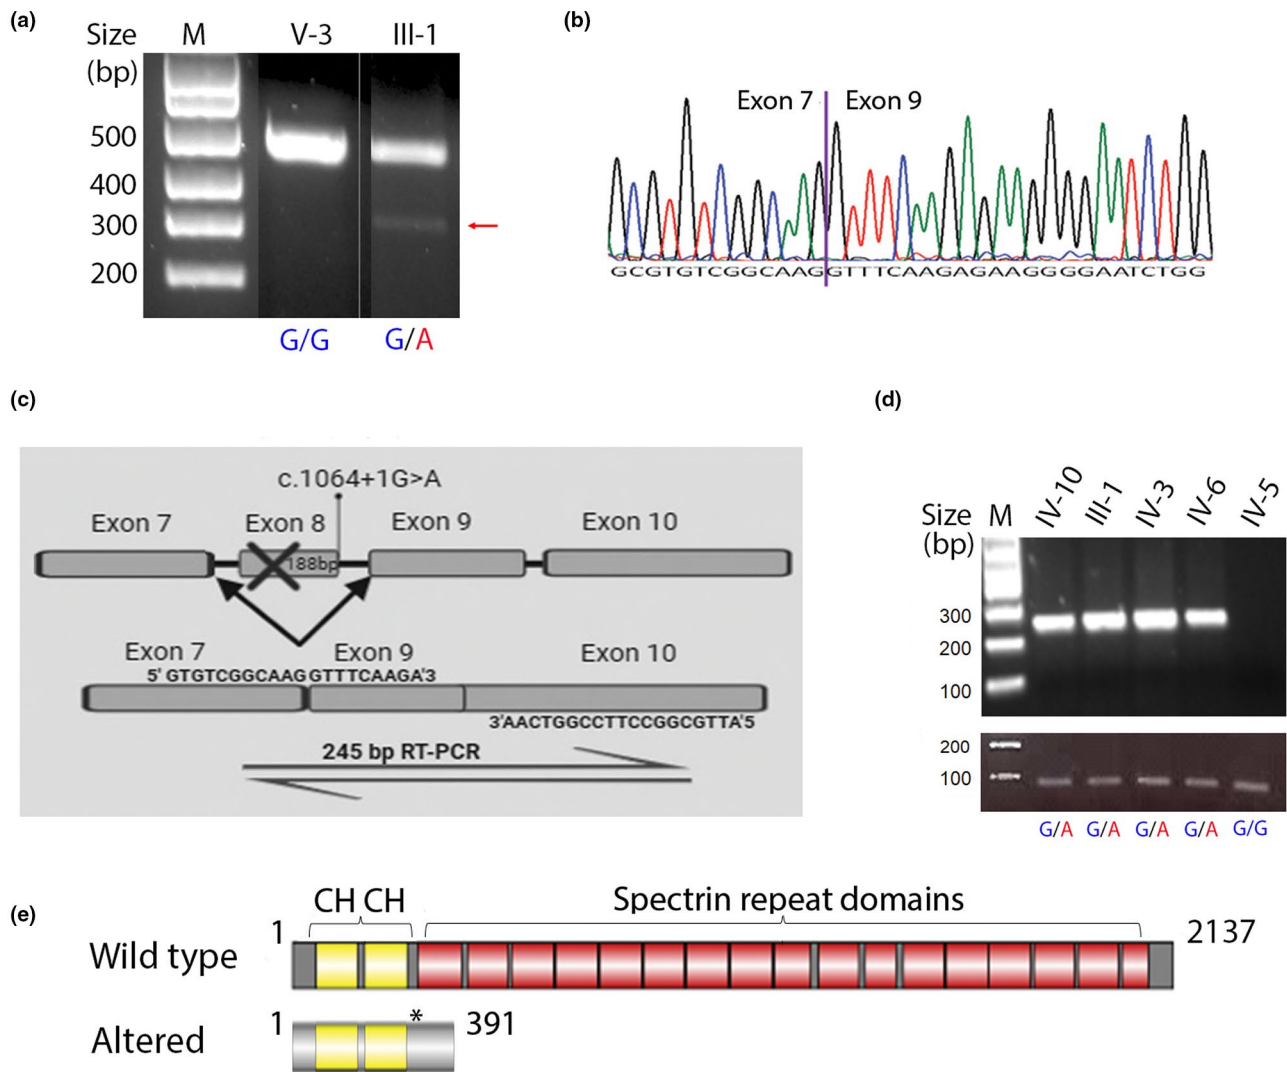 (a)
Size
(bp)
M
V-3
III-1
500
400
300
200
G/G
G/A
(b)
Exon 7
Exon 9
GCGTGTCGGCAAGGTTTCAAGAGAAGGGGAATCTGG
(c)
c.1064+1G>A
Exon 7
Exon 8
Exon 9
Exon 10
188bp
Exon 7
Exon 9
Exon 10
5' GTGTCGGCAAG GTTTCAAGA'3
3'AACTGGCCTTCCGGCGTTA'5
245 bp RT-PCR
(d)
Size
(bp)
M
IV-10
III-1
IV-3
IV-6
IV-5
300
200
100
200
100
G/A
G/A
G/A
G/A
G/G
(e)
CH CH
Spectrin repeat domains
Wild type
1
2137
Altered
1
*
391